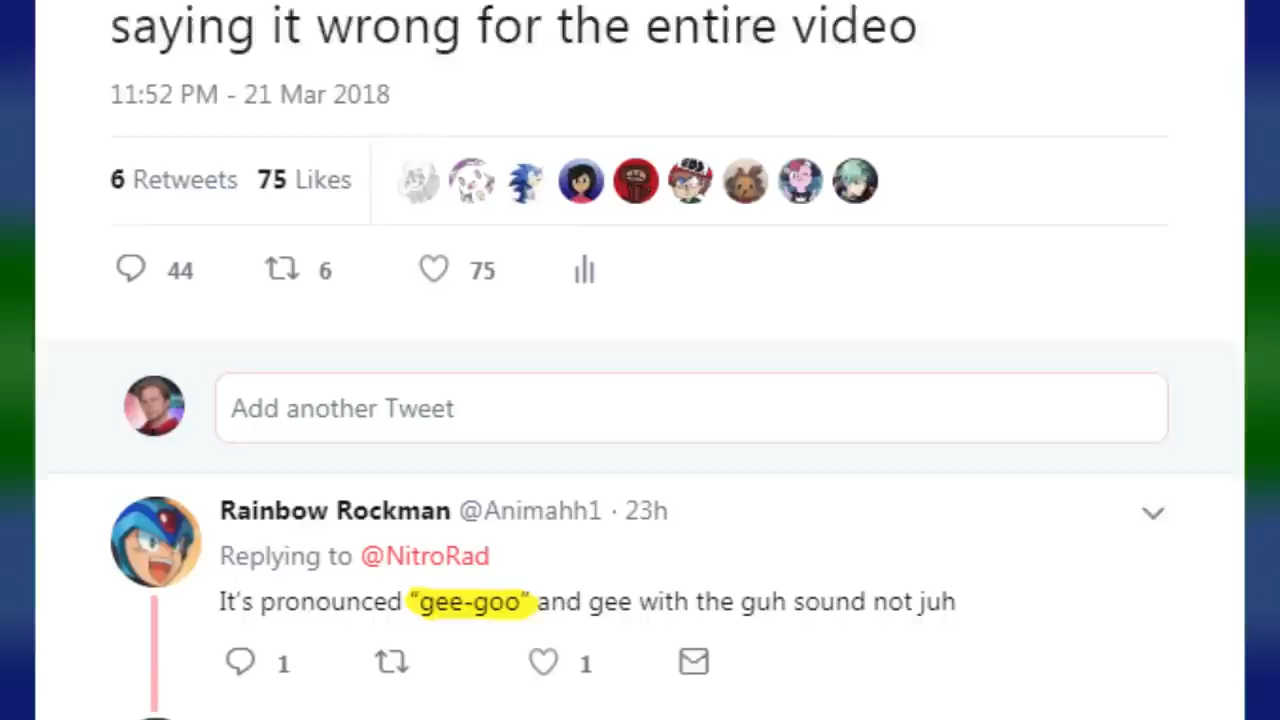 saying it wrong for the entire video
11:52 PM - 21 Mar 2018
6 Retweets 75 Likes
44 6 75
Add another Tweet
Rainbow Rockman @Animahh1 · 23h
Replying to @NitroRad
It's pronounced “gee-goo” and gee with the guh sound not juh
1 1